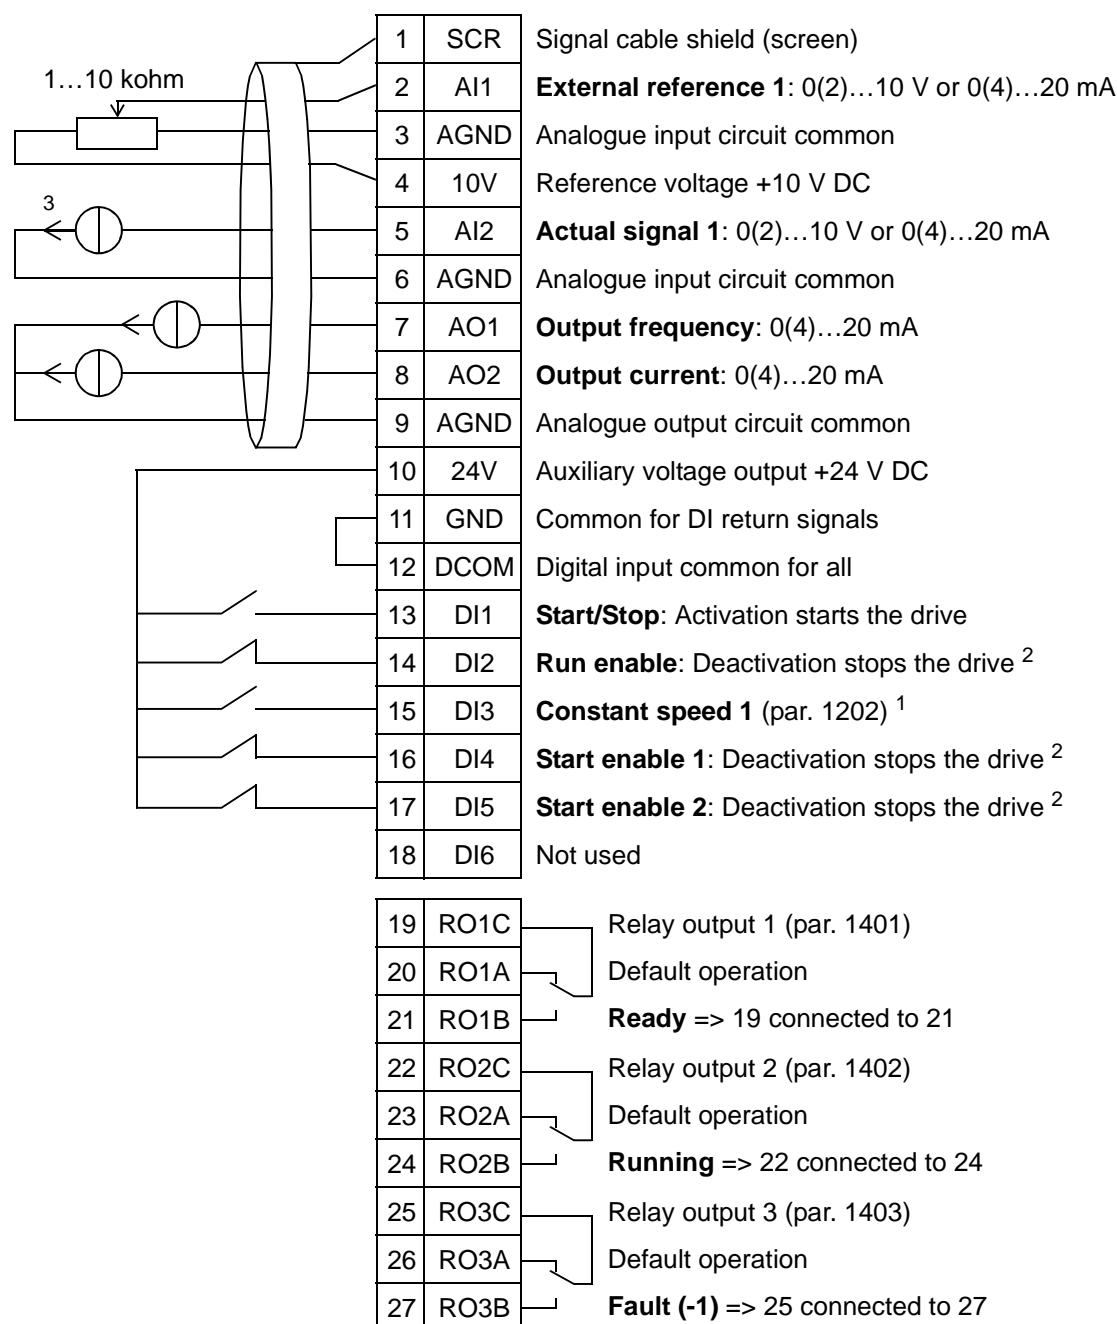 1 SCR Signal cable shield (screen)
1…10 kohm
2 AI1 External reference 1: 0(2)…10 V or 0(4)…20 mA
3 AGND Analogue input circuit common
4 10V Reference voltage +10 V DC
3
5 AI2 Actual signal 1: 0(2)…10 V or 0(4)…20 mA
6 AGND Analogue input circuit common
7 AO1 Output frequency: 0(4)…20 mA
8 AO2 Output current: 0(4)…20 mA
9 AGND Analogue output circuit common
10 24V Auxiliary voltage output +24 V DC
11 GND Common for DI return signals
12 DCOM Digital input common for all
13 DI1 Start/Stop: Activation starts the drive
14 DI2 Run enable: Deactivation stops the drive 2
15 DI3 Constant speed 1 (par. 1202) 1
16 DI4 Start enable 1: Deactivation stops the drive 2
17 DI5 Start enable 2: Deactivation stops the drive 2
18 DI6 Not used
19 RO1C Relay output 1 (par. 1401)
20 RO1A Default operation
21 RO1B Ready => 19 connected to 21
22 RO2C Relay output 2 (par. 1402)
23 RO2A Default operation
24 RO2B Running => 22 connected to 24
25 RO3C Relay output 3 (par. 1403)
26 RO3A Default operation
27 RO3B Fault (-1) => 25 connected to 27